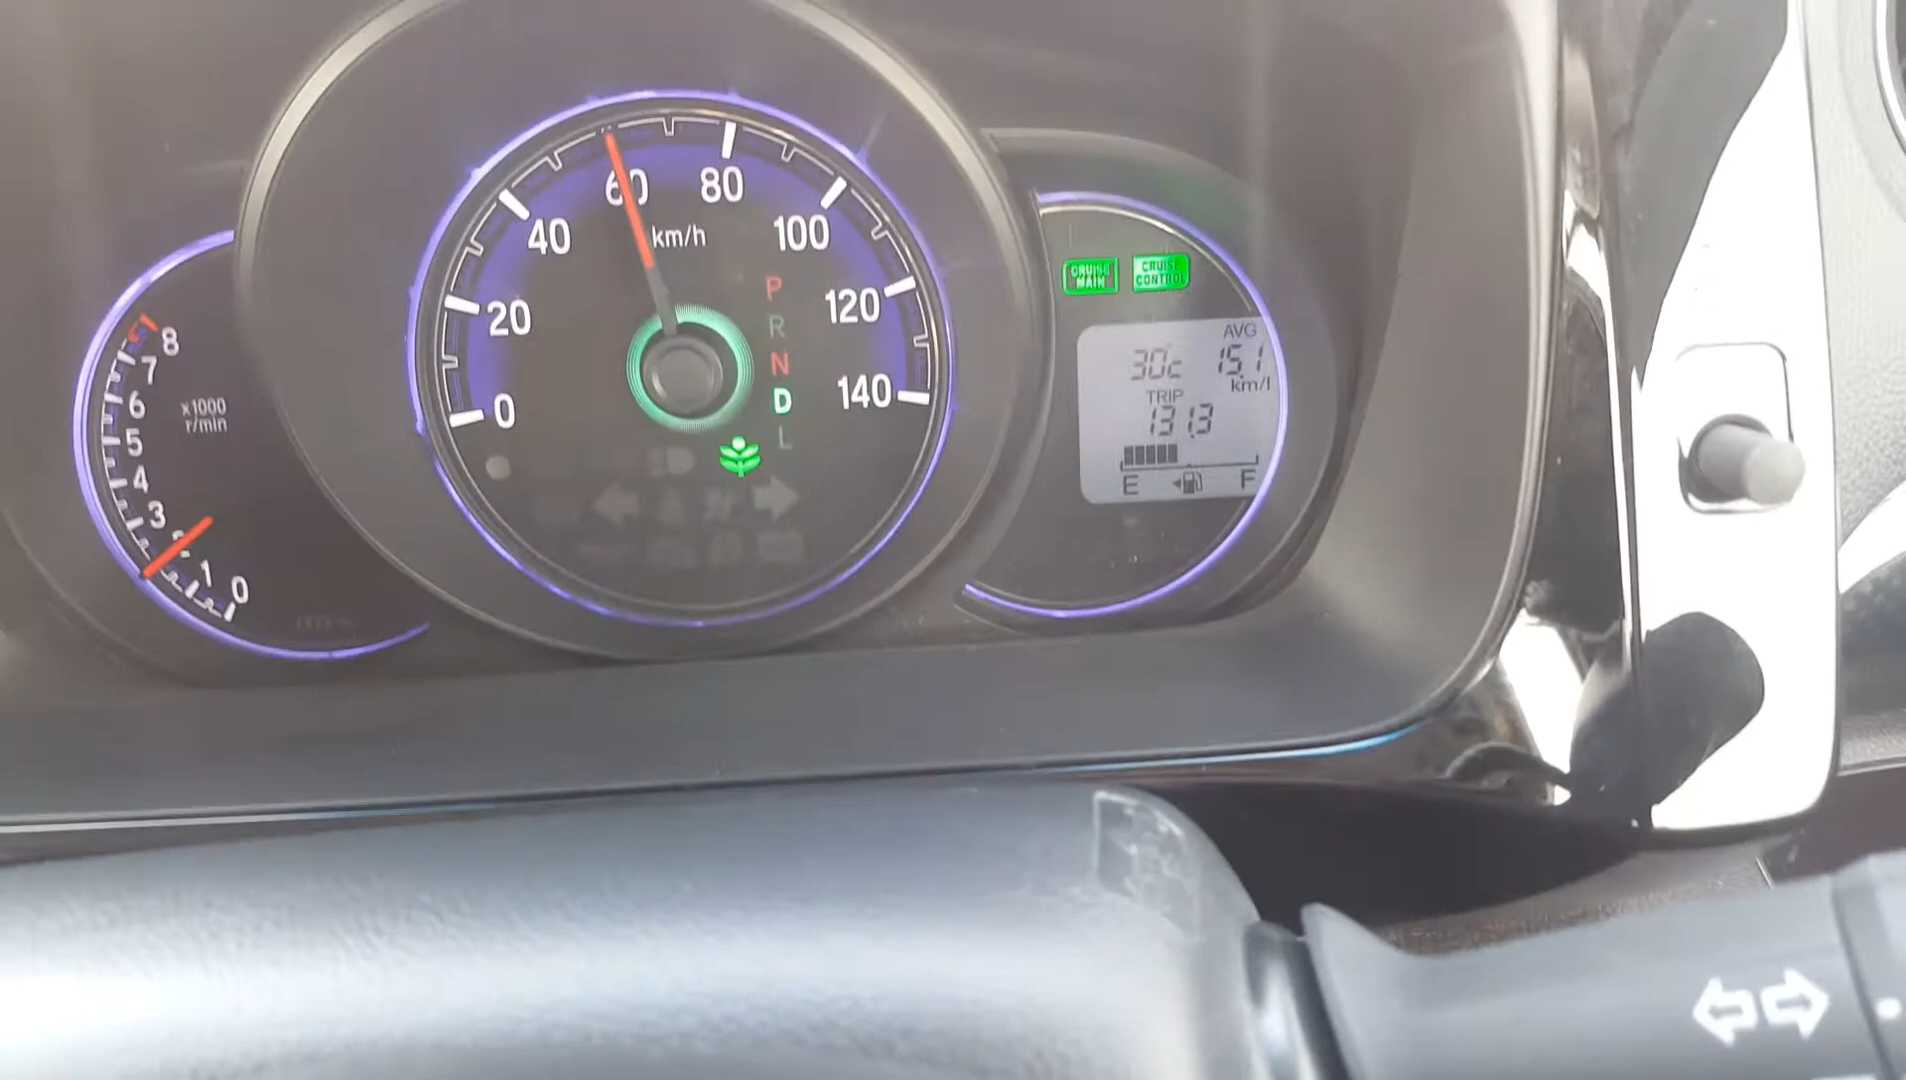 8
7
6
5
4
3
2
1
0
x1000
r/min
0
20
40
60
80
100
120
140
km/h
P
R
N
D
L
CRUISE
MAIN
CRUISE
CONTROL
AVG
30°c 15.1
km/l
TRIP
131.3
E F